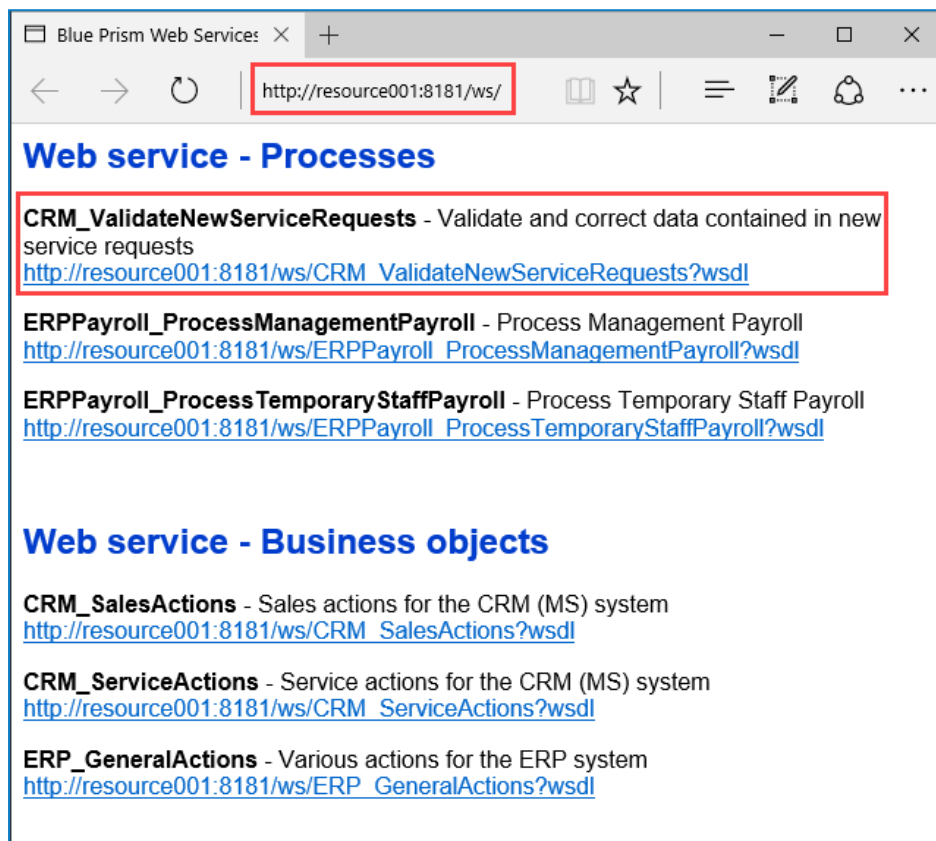 Blue Prism Web Services
http://resource001:8181/ws/
Web service - Processes
CRM_ValidateNewServiceRequests - Validate and correct data contained in new
service requests
http://resource001:8181/ws/CRM_ValidateNewServiceRequests?wsdl
ERPPayroll_ProcessManagementPayroll - Process Management Payroll
http://resource001:8181/ws/ERPPayroll_ProcessManagementPayroll?wsdl
ERPPayroll_ProcessTemporaryStaffPayroll - Process Temporary Staff Payroll
http://resource001:8181/ws/ERPPayroll_ProcessTemporaryStaffPayroll?wsdl
Web service - Business objects
CRM_SalesActions - Sales actions for the CRM (MS) system
http://resource001:8181/ws/CRM_SalesActions?wsdl
CRM_ServiceActions - Service actions for the CRM (MS) system
http://resource001:8181/ws/CRM_ServiceActions?wsdl
ERP_GeneralActions - Various actions for the ERP system
http://resource001:8181/ws/ERP_GeneralActions?wsdl